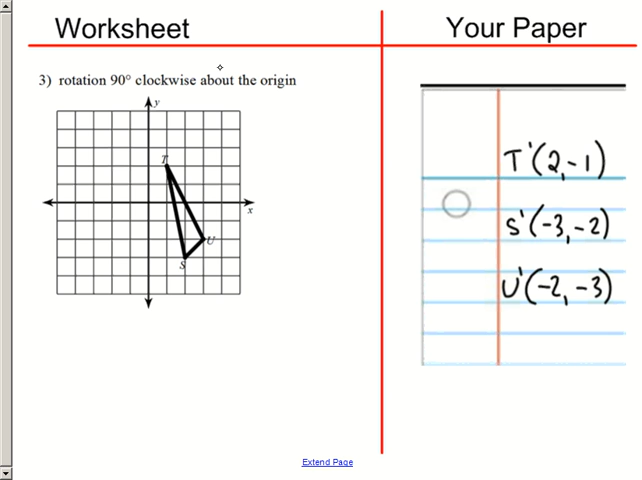 Worksheet
Your Paper
3) rotation 90° clockwise about the origin
y
T
x
U
S
T'(2,-1)
S'(-3,-2)
U'(-2,-3)
Extend Page